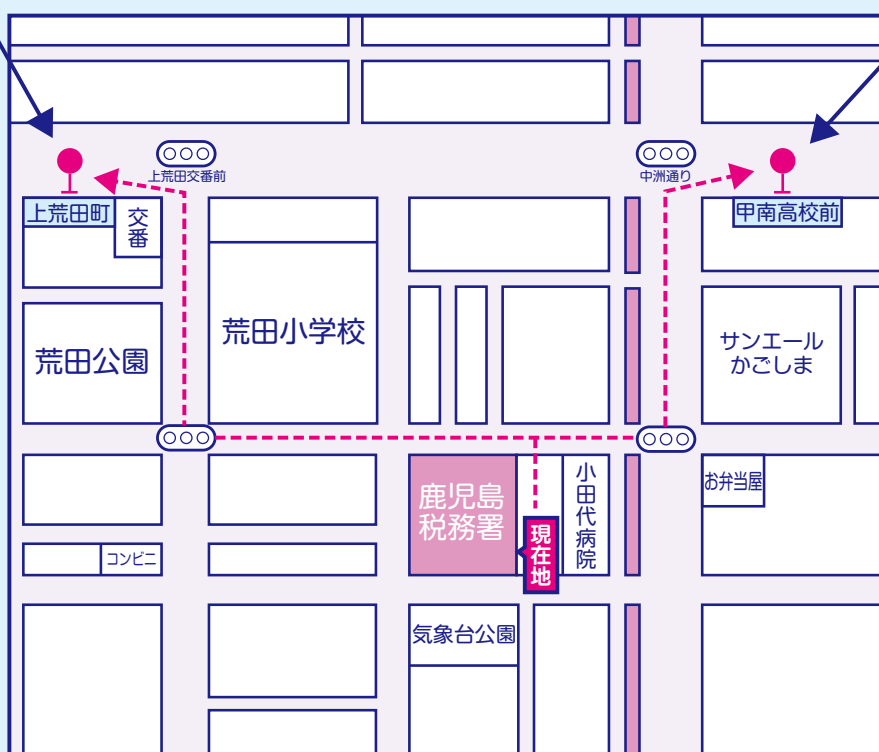 上荒田交番前
中洲通り
上荒田町
交番
甲南高校前
荒田公園
荒田小学校
サンエール
かごしま
鹿児島
税務署
現在地
小田代病院
お弁当屋
コンビニ
気象台公園